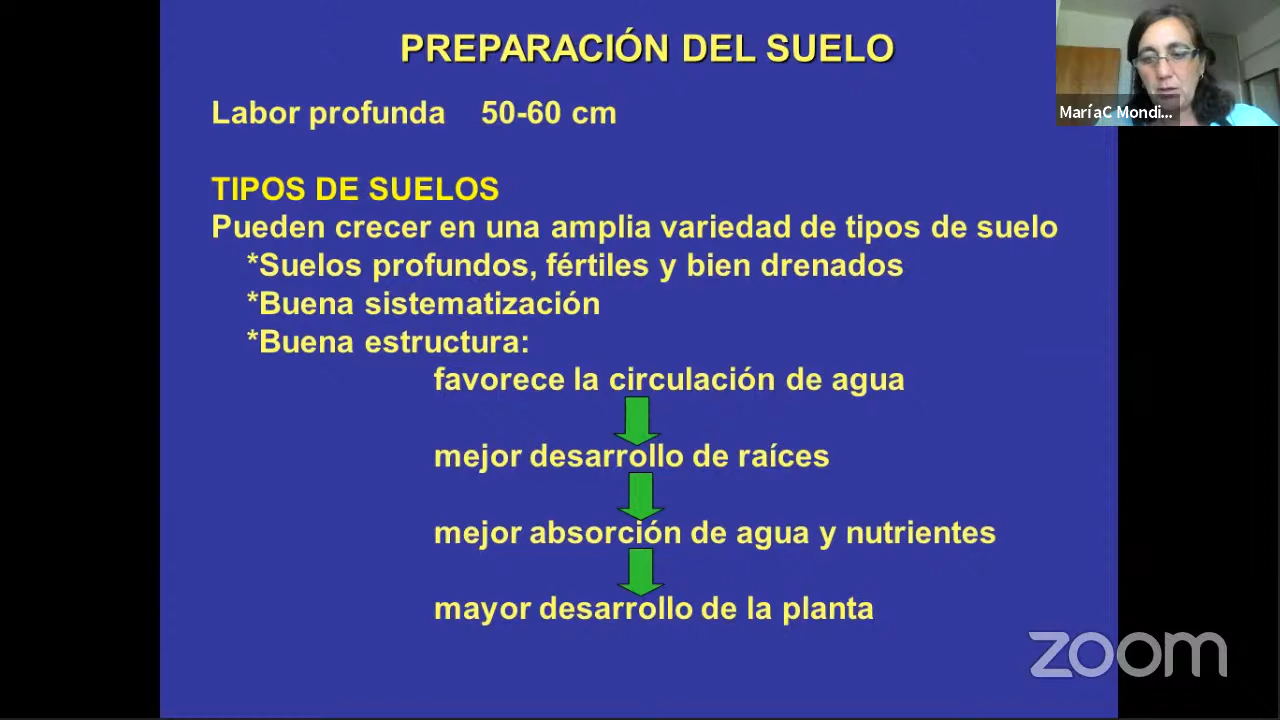 PREPARACIÓN DEL SUELO
Labor profunda 50-60 cm
TIPOS DE SUELOS
Pueden crecer en una amplia variedad de tipos de suelo
*Suelos profundos, fértiles y bien drenados
*Buena sistematización
*Buena estructura:
favorece la circulación de agua
mejor desarrollo de raíces
mejor absorción de agua y nutrientes
mayor desarrollo de la planta
MaríaC Mondi...
zoom